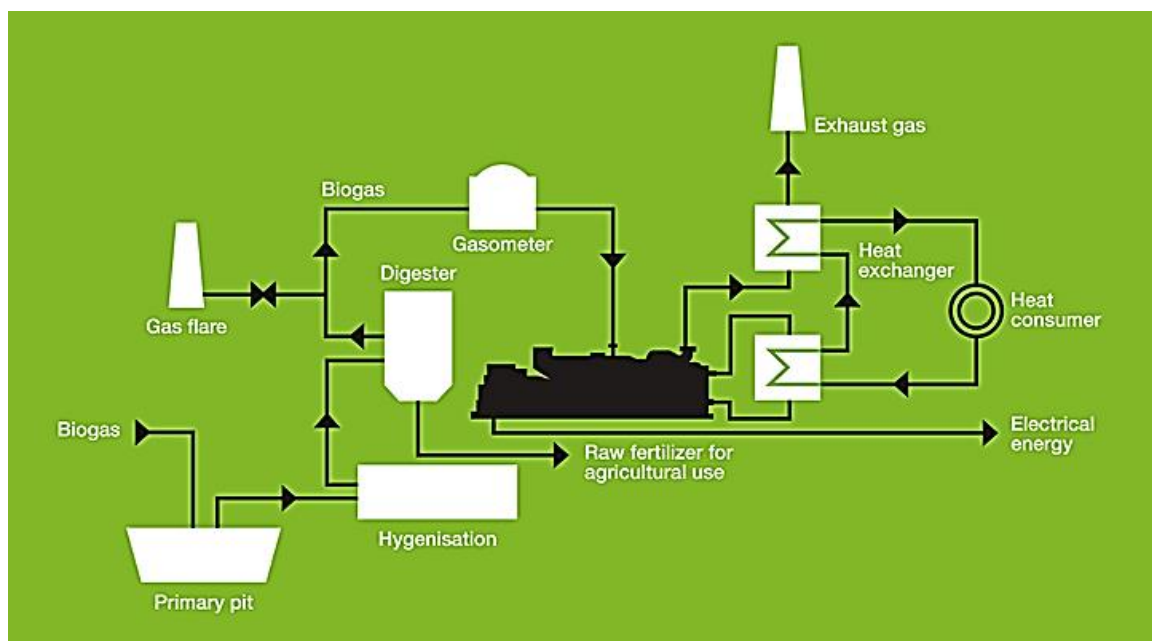 Exhaust gas
Biogas
Gasometer
Heat
exchanger
Digester
Gas flare
Heat
consumer
Biogas
Electrical
energy
Raw fertilizer for
agricultural use
Hygenisation
Primary pit